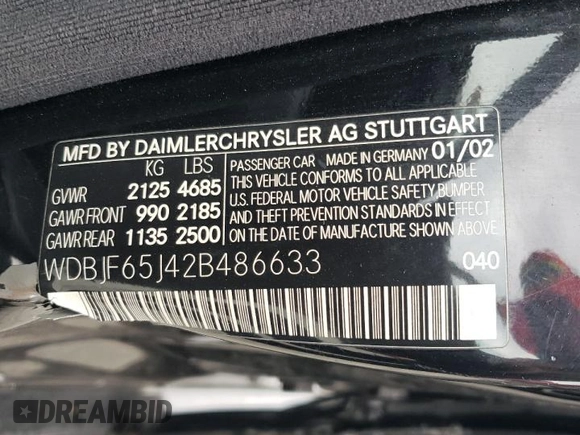 MFD BY DAIMLERCHRYSLER AG STUTTGART
KG LBS
GVWR 2125 4685
GAWR FRONT 990 2185
GAWR REAR 1135 2500
PASSENGER CAR MADE IN GERMANY 01/02
THIS VEHICLE CONFORMS TO ALL APPLICABLE
U.S. FEDERAL MOTOR VEHICLE SAFETY, BUMPER
AND THEFT PREVENTION STANDARDS IN EFFECT
ON THE DATE OF MANUFACTURE SHOWN ABOVE.
WDBJF65J42B486633 040
DREAMBID